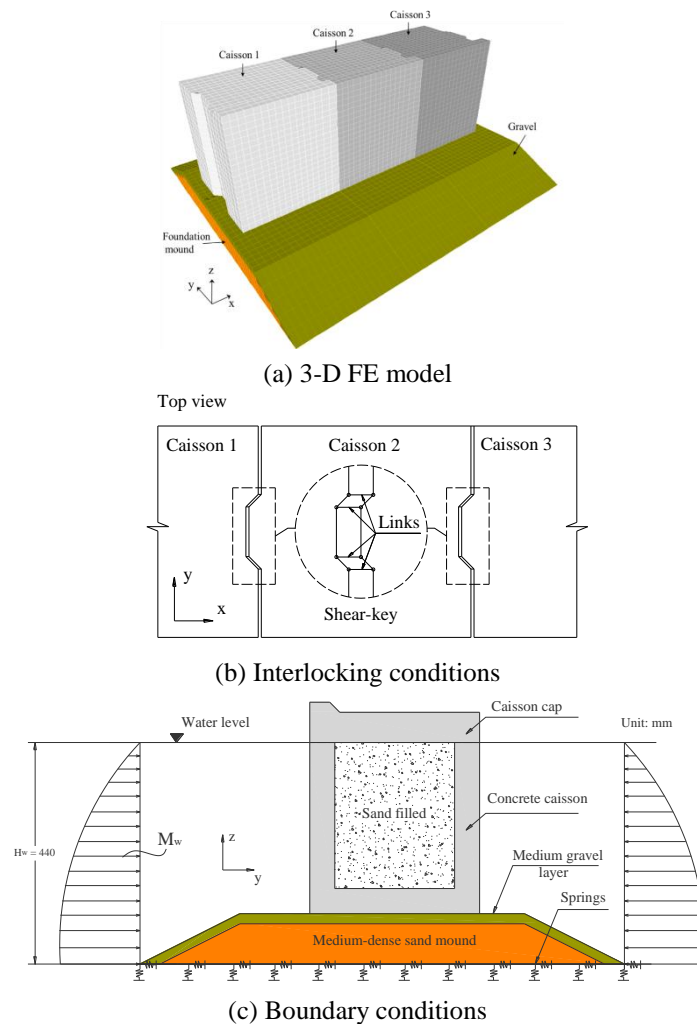 Caisson 3
Caisson 2
Caisson 1
Gravel
Foundation
mound
z
y
x
(a) 3-D FE model
Top view
Caisson 1
Caisson 2
Caisson 3
Links
y
x
Shear-key
(b) Interlocking conditions
Caisson cap
Water level
Unit: mm
Sand filled
Concrete caisson
Mw
z
Hw = 440
y
Medium gravel
layer
Springs
Medium-dense sand mound
(c) Boundary conditions